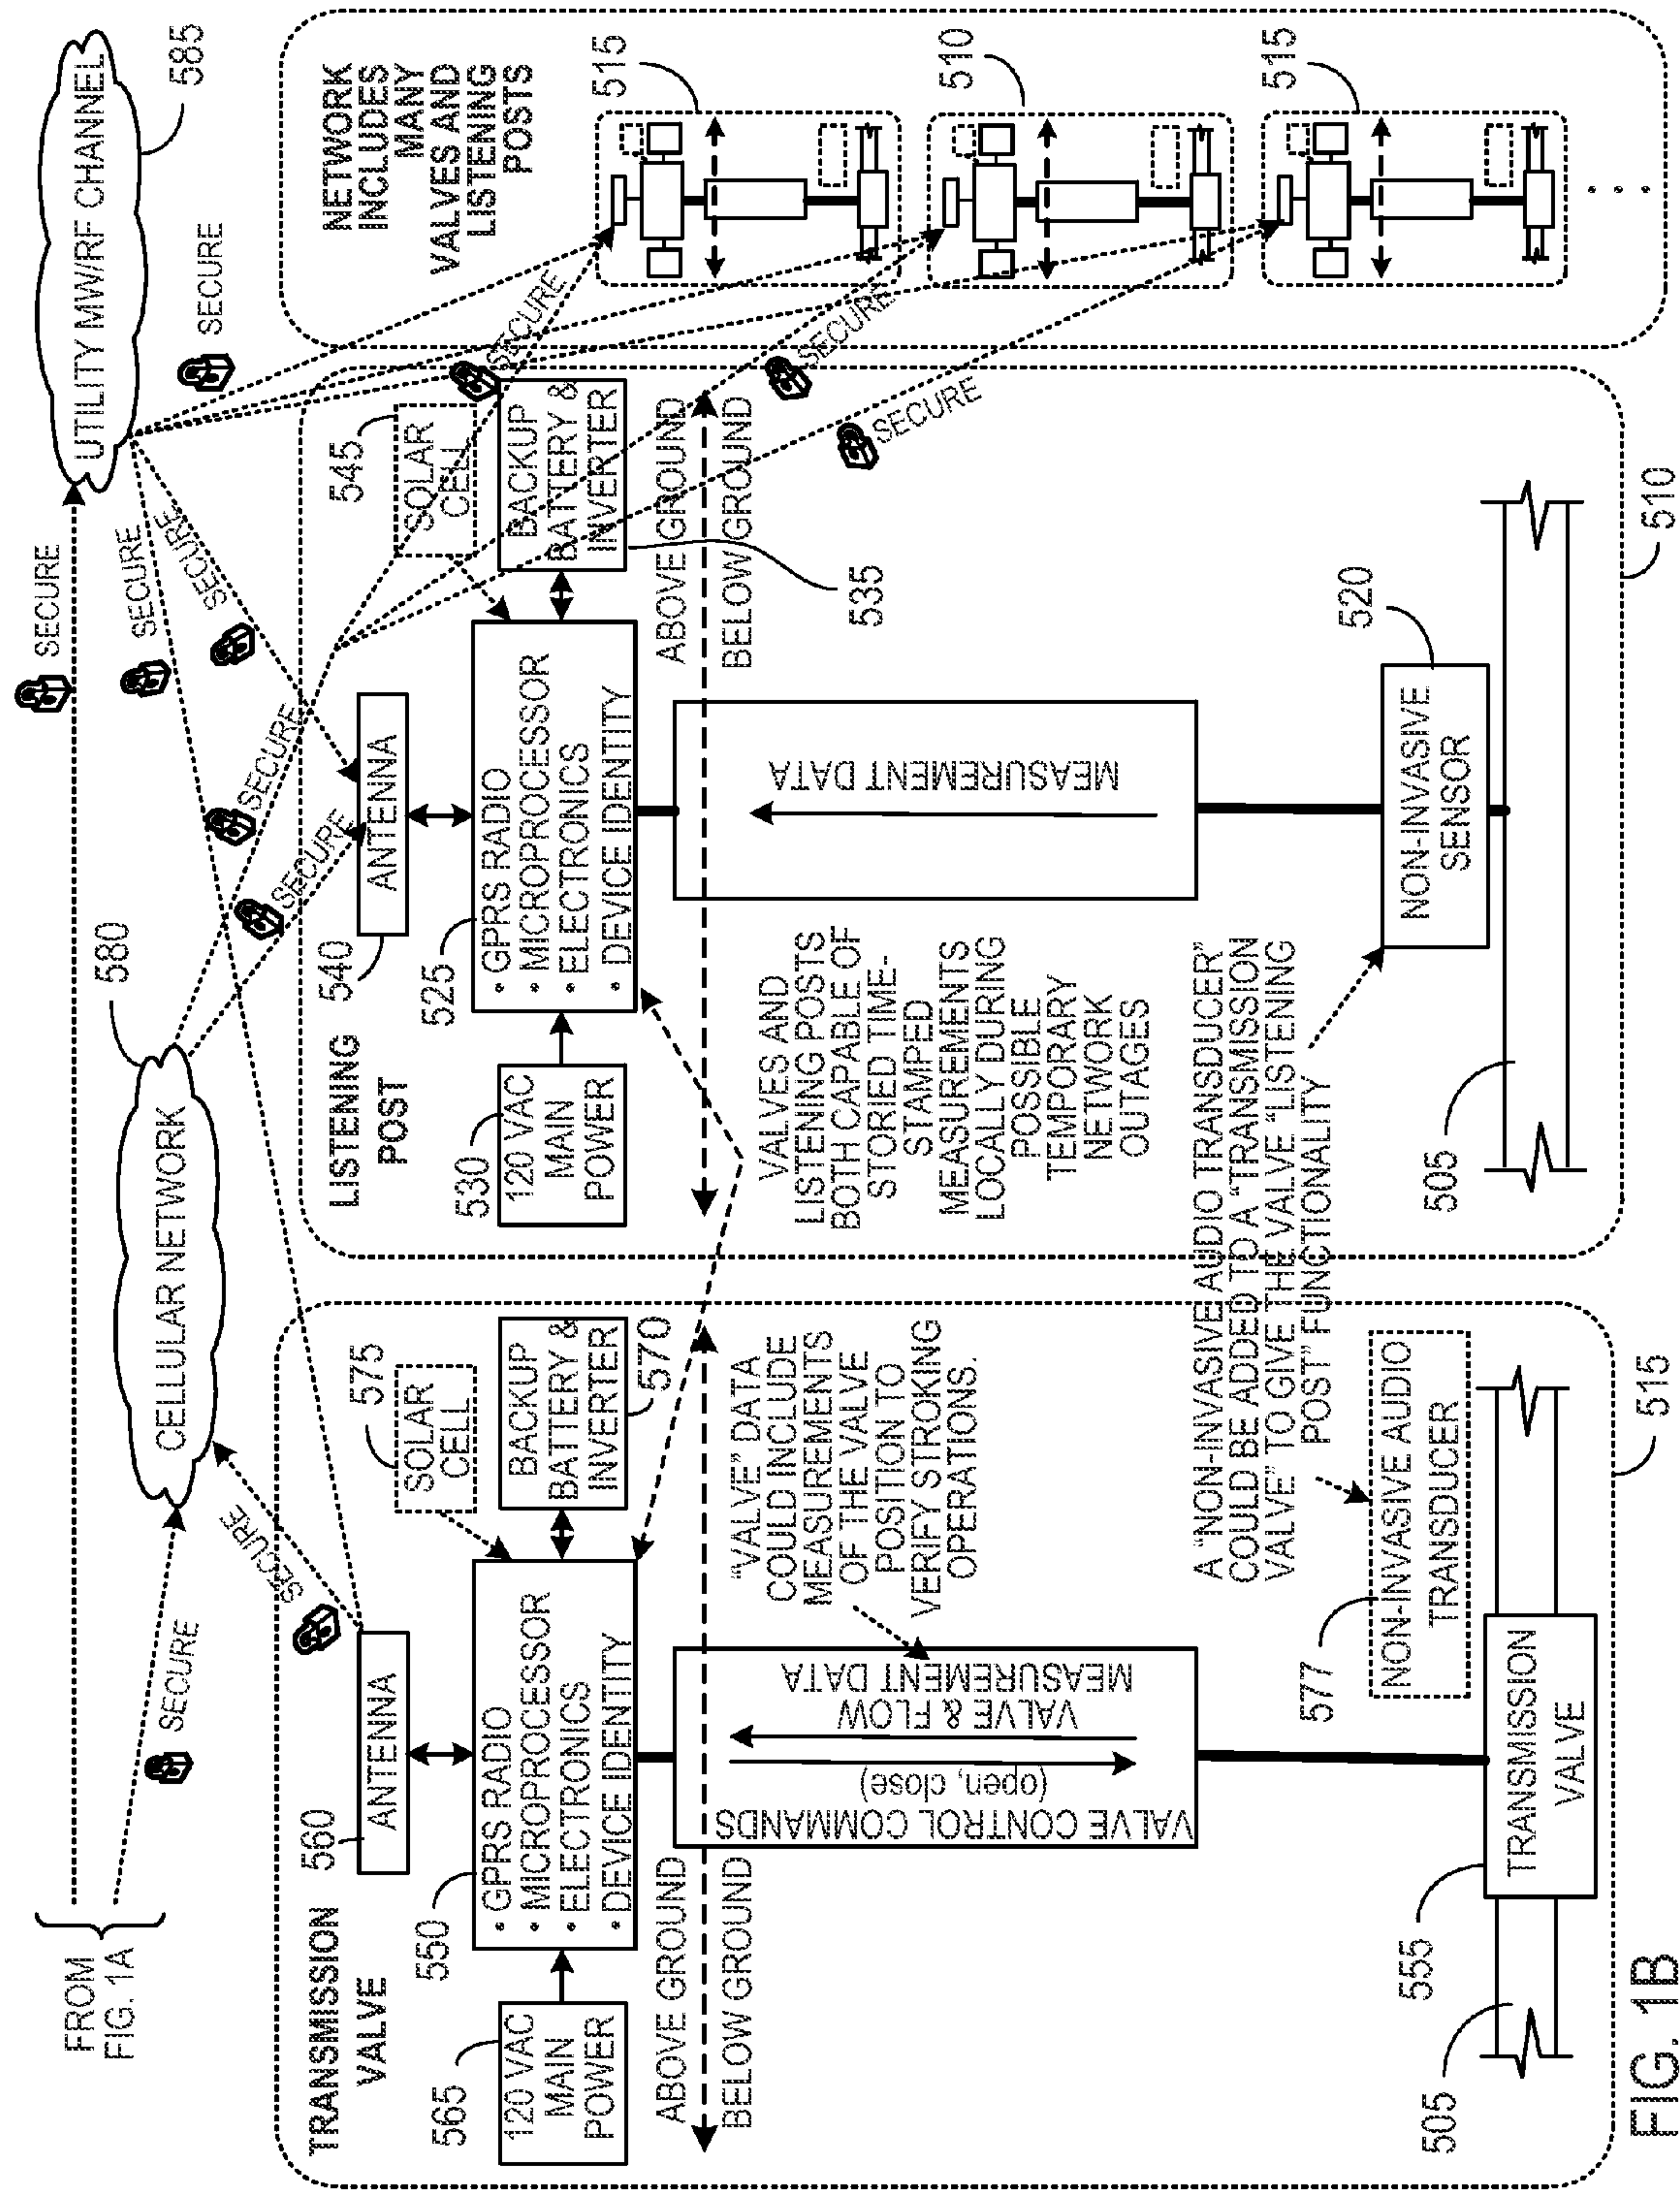 FROM
FIG. 1A
SECURE
SECURE
CELLULAR NETWORK
580
SECURE
UTILITY MW/RF CHANNEL
585
SECURE
SECURE
SECURE
SECURE
SECURE
TRANSMISSION
VALVE
560
ANTENNA
550
• GPRS RADIO
• MICROPROCESSOR
• ELECTRONICS
• DEVICE IDENTITY
565
120 VAC
MAIN
POWER
575
SOLAR
CELL
BACKUP
BATTERY &
INVERTER
570
ABOVE GROUND
BELOW GROUND
VALVE CONTROL COMMANDS
(open, close)
VALVE & FLOW
MEASUREMENT DATA
"VALVE" DATA
COULD INCLUDE
MEASUREMENTS
OF THE VALVE
POSITION TO
VERIFY STROKING
OPERATIONS.
577
NON-INVASIVE AUDIO
TRANSDUCER
555
TRANSMISSION
VALVE
505
515
LISTENING
POST
540
ANTENNA
525
• GPRS RADIO
• MICROPROCESSOR
• ELECTRONICS
• DEVICE IDENTITY
530
120 VAC
MAIN
POWER
545
SOLAR
CELL
BACKUP
BATTERY &
INVERTER
535
ABOVE GROUND
BELOW GROUND
MEASUREMENT DATA
VALVES AND
LISTENING POSTS
BOTH CAPABLE OF
STORIED TIME-
STAMPED
MEASUREMENTS
LOCALLY DURING
POSSIBLE
TEMPORARY
NETWORK
OUTAGES
A "NON-INVASIVE AUDIO TRANSDUCER"
COULD BE ADDED TO A "TRANSMISSION
VALVE" TO GIVE THE VALVE "LISTENING
POST" FUNCTIONALITY
520
NON-INVASIVE
SENSOR
505
510
SECURE
SECURE
SECURE
NETWORK
INCLUDES
MANY
VALVES AND
LISTENING
POSTS
515
510
515
FIG. 1B